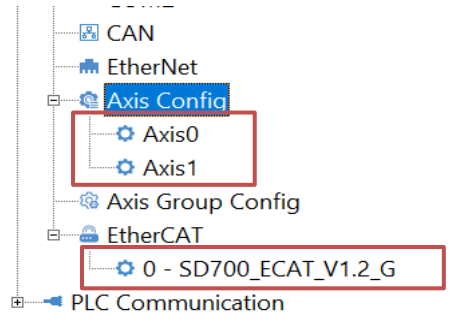 CAN
EtherNet
Axis Config
Axis0
Axis1
Axis Group Config
EtherCAT
0 - SD700_ECAT_V1.2_G
PLC Communication